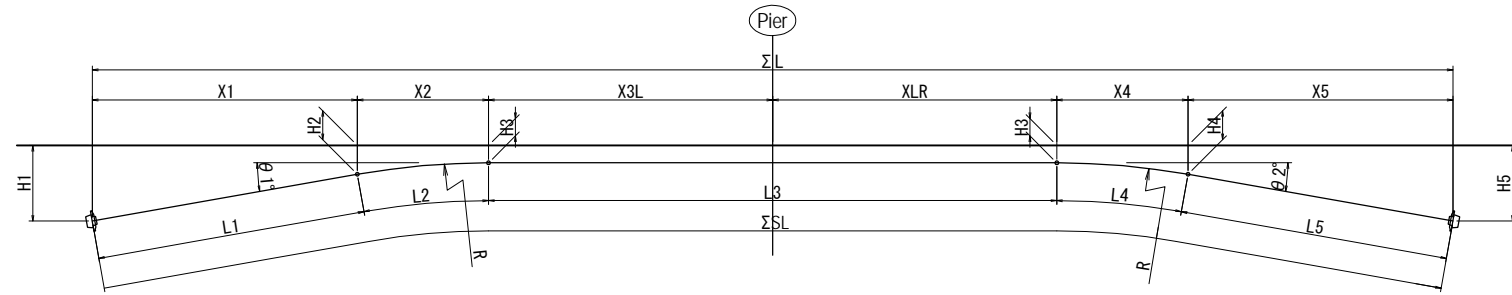 Pier
ΣL
X1
X2
X3L
XLR
X4
X5
H1
H2
H3
H3
H4
H5
θ1°
θ2°
L1
L2
L3
L4
L5
ΣSL
R
R